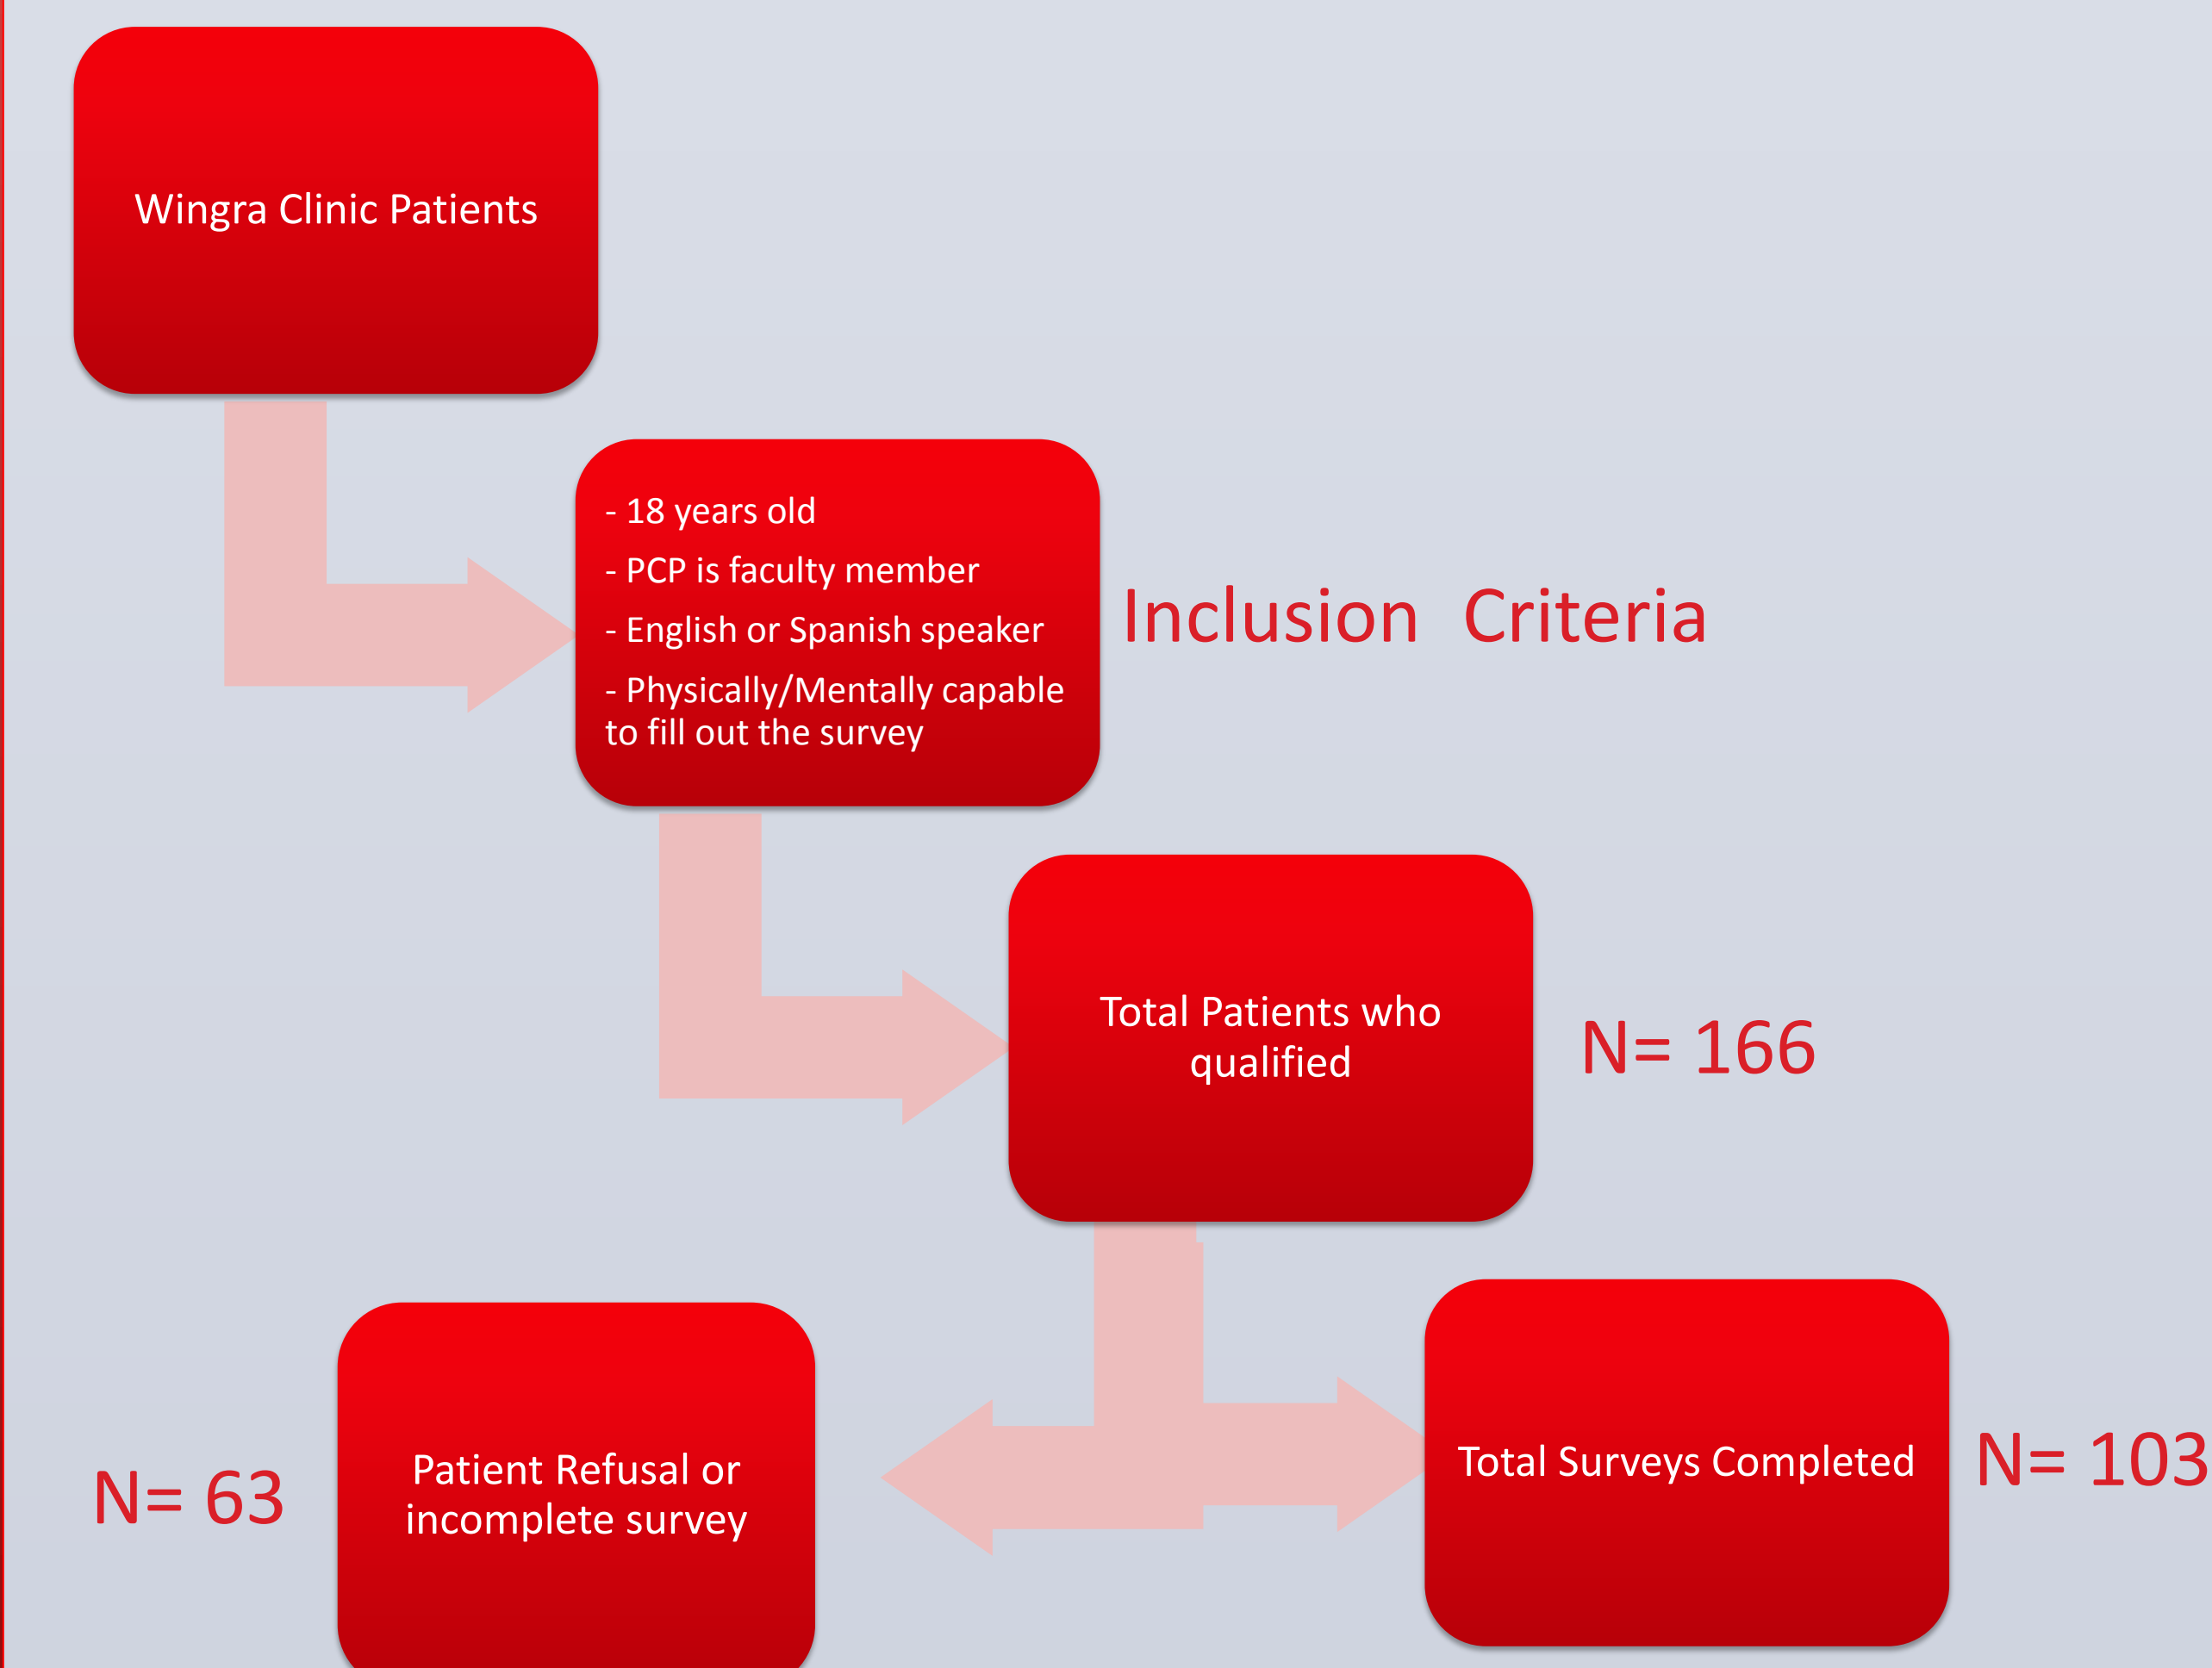 Wingra Clinic Patients
- 18 years old
- PCP is faculty member
- English or Spanish speaker
- Physically/Mentally capable
to fill out the survey
Inclusion Criteria
Total Patients who
qualified
N= 166
N= 63
Patient Refusal or
incomplete survey
Total Surveys Completed
N= 103